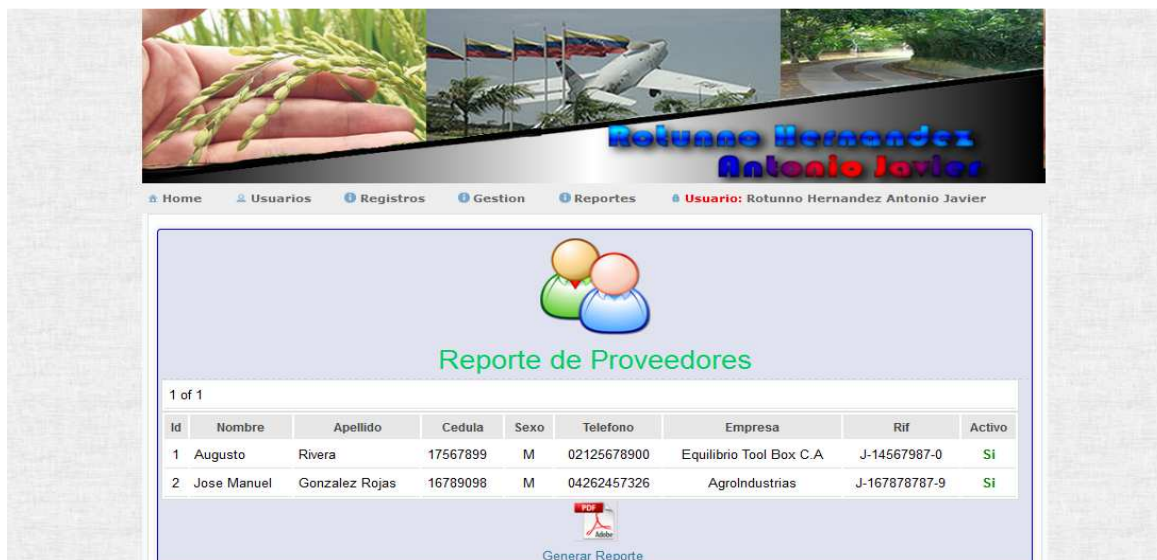 Rotunno Hernandez
Antonio Javier
Home Usuarios Registros Gestion Reportes Usuario: Rotunno Hernandez Antonio Javier
Reporte de Proveedores
1 of 1
Id Nombre Apellido Cedula Sexo Telefono Empresa Rif Activo
1 Augusto Rivera 17567899 M 02125678900 Equilibrio Tool Box C.A J-14567987-0 Si
2 Jose Manuel Gonzalez Rojas 16789098 M 04262457326 AgroIndustrias J-167878787-9 Si
PDF
Adobe
Generar Reporte